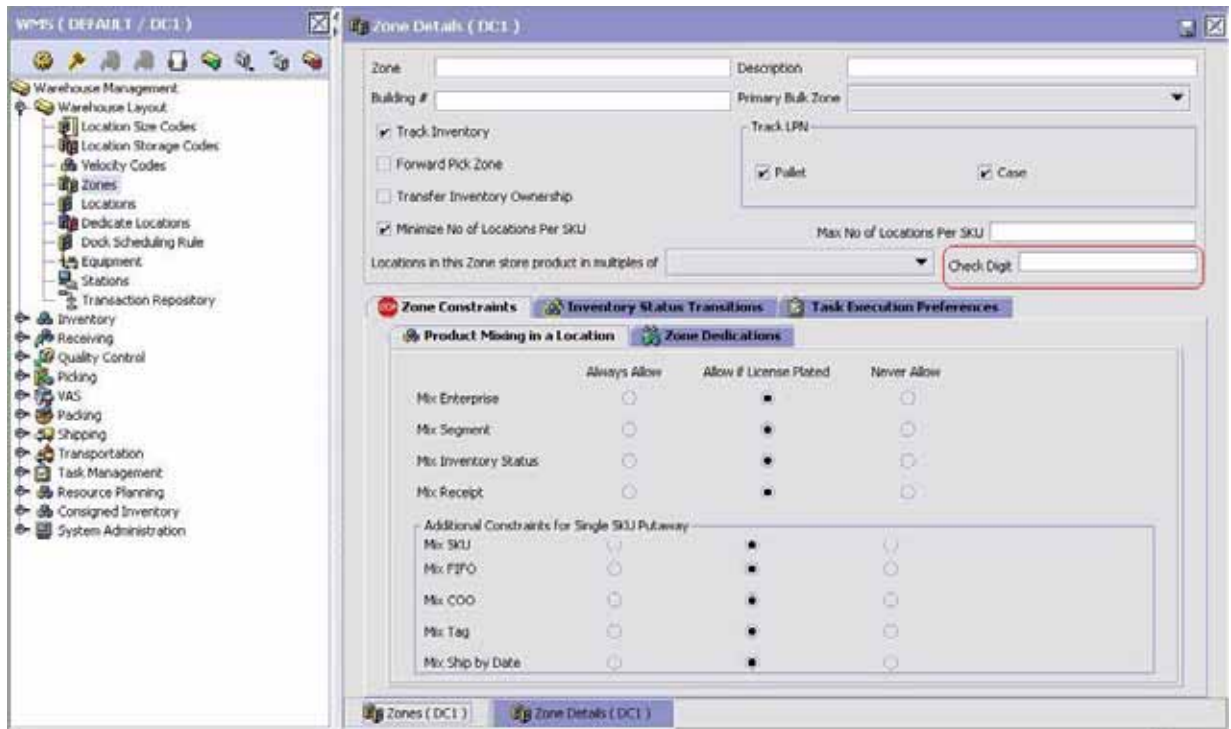 WMS ( DEFAULT / DC1 )
Warehouse Management
Warehouse Layout
Location Size Codes
Location Storage Codes
Velocity Codes
Zones
Locations
Dedicate Locations
Dock Scheduling Rule
Equipment
Stations
Transaction Repository
Inventory
Receiving
Quality Control
Picking
VAS
Packing
Shipping
Transportation
Task Management
Resource Planning
Consigned Inventory
System Administration
Zone Details ( DC1 )
Zone Description
Building # Primary Bulk Zone
Track Inventory
Track LPN
Forward Pick Zone
Pallet Case
Transfer Inventory Ownership
Minimize No of Locations Per SKU Max No of Locations Per SKU
Locations in this Zone store product in multiples of Check Digit
Zone Constraints Inventory Status Transitions Task Execution Preferences
Product Mixing in a Location Zone Dedications
Always Allow Allow if License Plated Never Allow
Mix Enterprise
Mix Segment
Mix Inventory Status
Mix Receipt
Additional Constraints for Single SKU Putaway
Mix SKU
Mix FIFO
Mix COO
Mix Tag
Mix Ship by Date
Zones ( DC1 ) Zone Details ( DC1 )